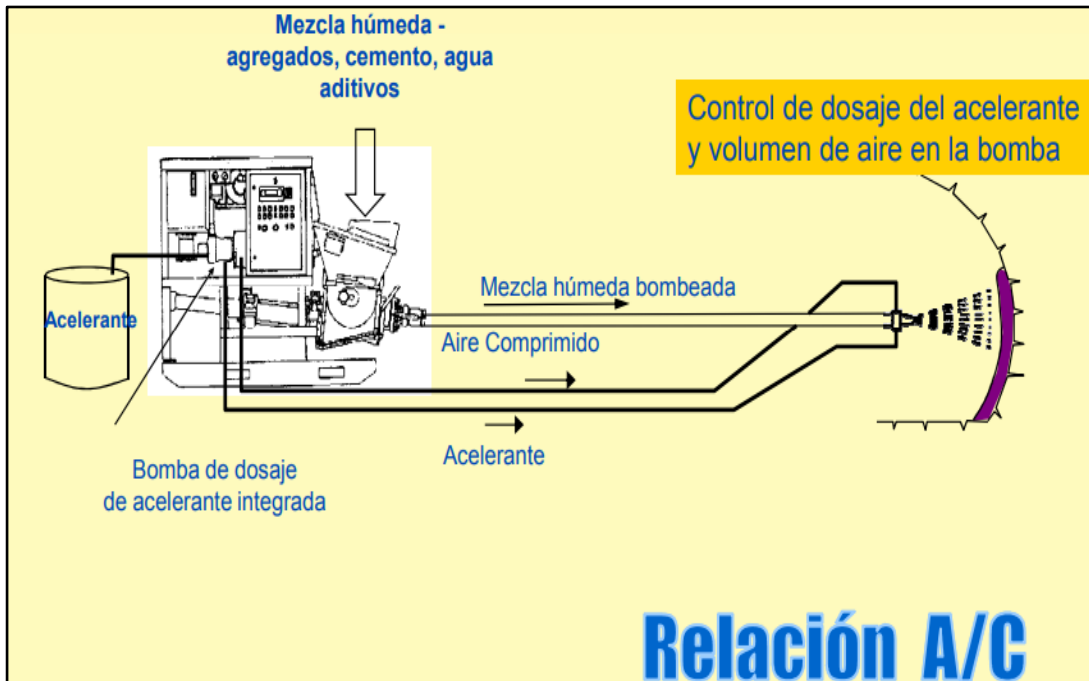 Mezcla húmeda -
agregados, cemento, agua
aditivos
Control de dosaje del acelerante
y volumen de aire en la bomba
Mezcla húmeda bombeada
Acelerante
Aire Comprimido
Acelerante
Bomba de dosaje
de acelerante integrada
Relación A/C